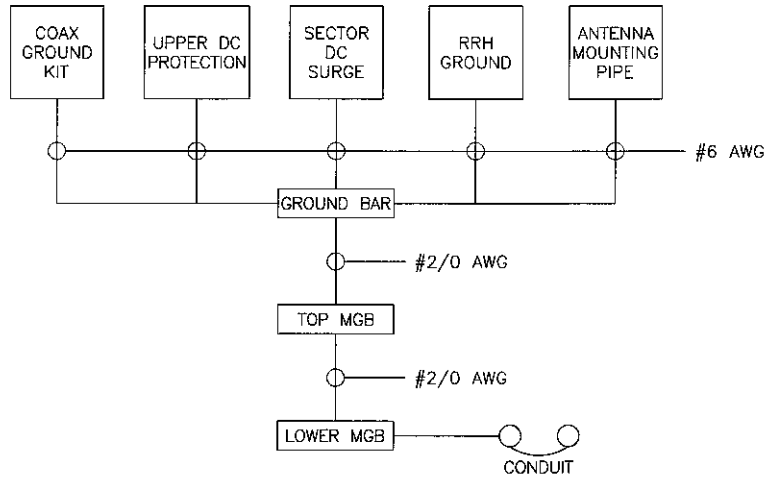 COAX
GROUND
KIT
UPPER DC
PROTECTION
SECTOR
DC
SURGE
RRH
GROUND
ANTENNA
MOUNTING
PIPE
#6 AWG
GROUND BAR
#2/0 AWG
TOP MGB
#2/0 AWG
LOWER MGB
CONDUIT